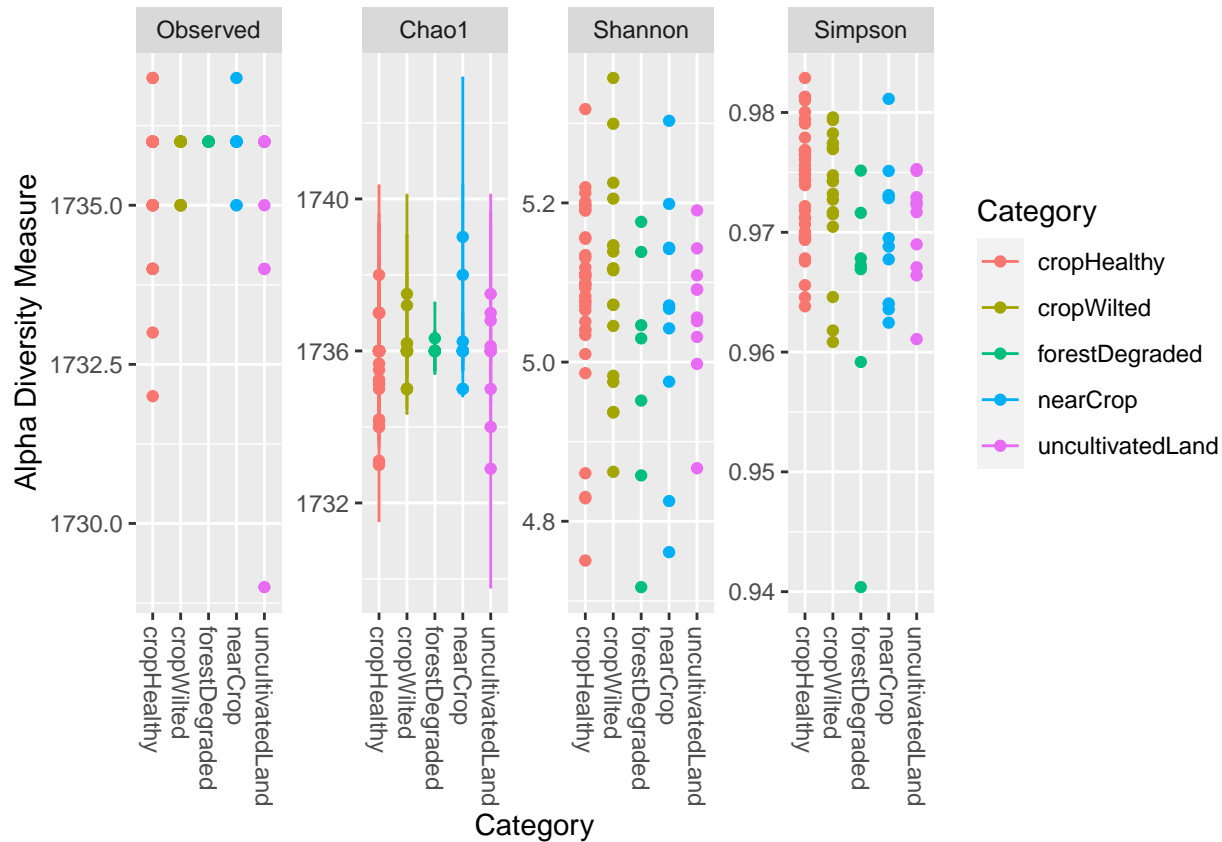 Observed
Chao1
Shannon
Simpson
Alpha Diversity Measure
1735.0
1732.5
1730.0
1740
1736
1732
5.2
5.0
4.8
0.98
0.97
0.96
0.95
0.94
cropHealthy
cropWilted
forestDegraded
nearCrop
uncultivatedLand
cropHealthy
cropWilted
forestDegraded
nearCrop
uncultivatedLand
cropHealthy
cropWilted
forestDegraded
nearCrop
uncultivatedLand
cropHealthy
cropWilted
forestDegraded
nearCrop
uncultivatedLand
Category
Category
cropHealthy
cropWilted
forestDegraded
nearCrop
uncultivatedLand